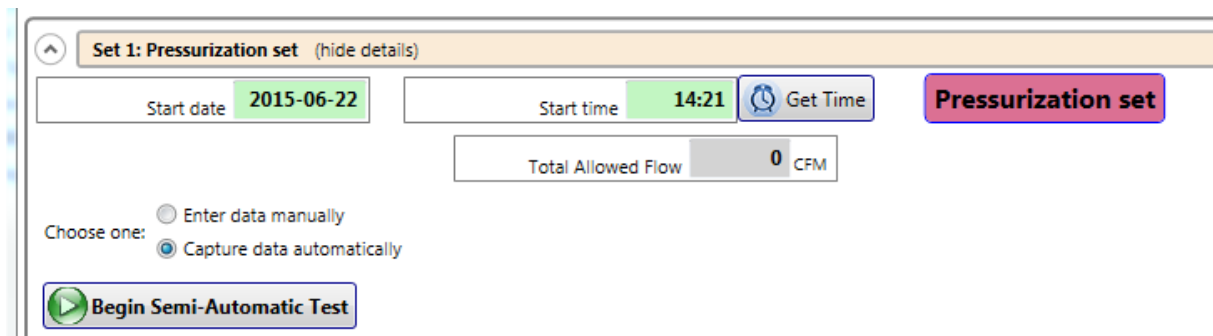 Set 1: Pressurization set (hide details)
Start date 2015-06-22 Start time 14:21 Get Time Pressurization set
Total Allowed Flow 0 CFM
Choose one:
Enter data manually
Capture data automatically
Begin Semi-Automatic Test